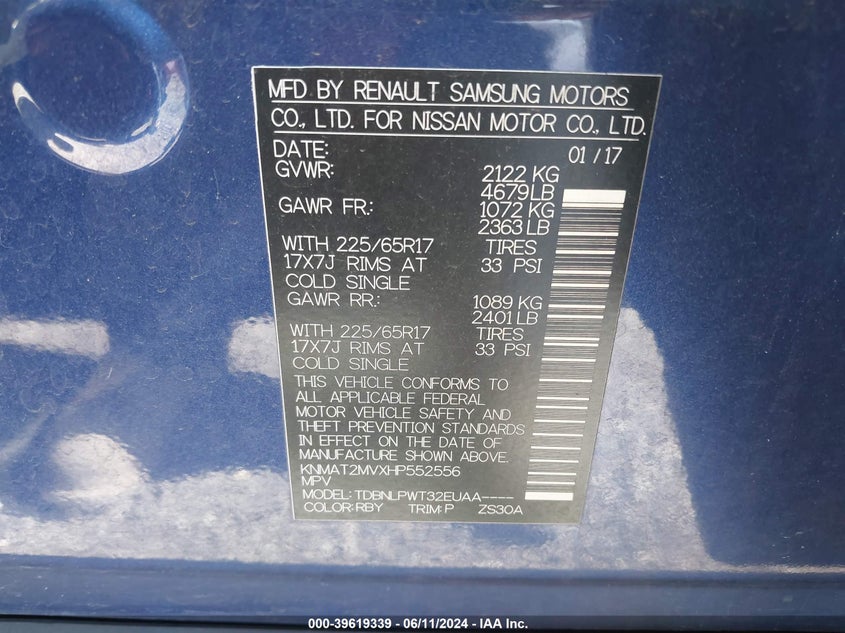 MFD BY RENAULT SAMSUNG MOTORS
CO., LTD. FOR NISSAN MOTOR CO., LTD.
DATE: 01 / 17
GVWR: 2122 KG
4679LB
GAWR FR.: 1072 KG
2363 LB
WITH 225/65R17 TIRES
17X7J RIMS AT 33 PSI
COLD SINGLE
GAWR RR.: 1089 KG
2401 LB
WITH 225/65R17 TIRES
17X7J RIMS AT 33 PSI
COLD SINGLE
THIS VEHICLE CONFORMS TO
ALL APPLICABLE FEDERAL
MOTOR VEHICLE SAFETY AND
THEFT PREVENTION STANDARDS
IN EFFECT ON THE DATE OF
MANUFACTURE SHOWN ABOVE.
KNMAT2MVXHP552556
MPV
MODEL: TDBNLPWT32EUAA----
COLOR: RBY TRIM: P ZS30A
000-39619339 - 06/11/2024 - IAA Inc.